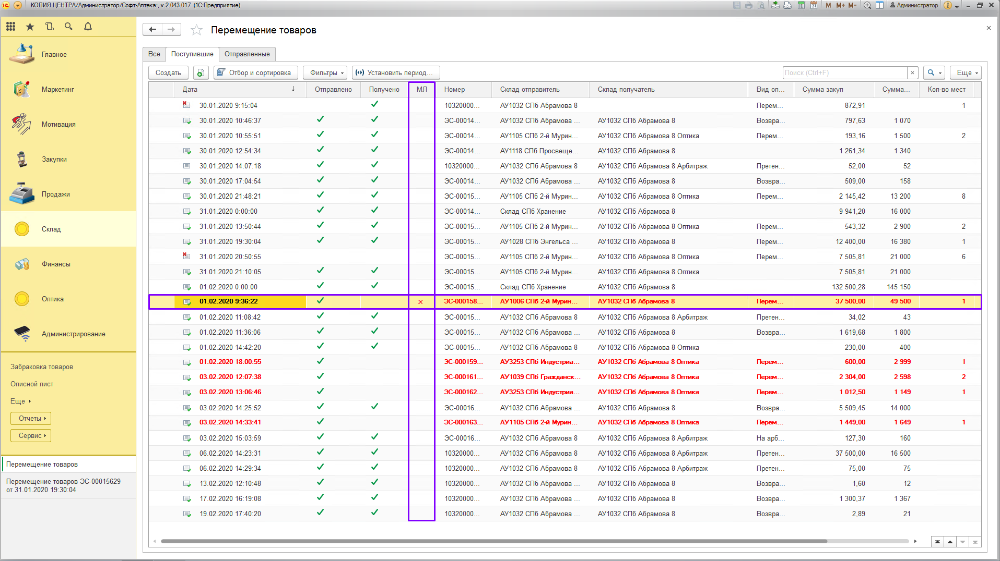 КОПИЯ ЦЕНТРА/Администратор/Софт-Аптека:, v.2.043.017 (1С:Предприятие)
M M+ M- Администратор
Главное
Маркетинг
Мотивация
Закупки
Продажи
Склад
Финансы
Оптика
Администрирование
Забраковка товаров
Описной лист
Еще
Отчеты
Сервис
Перемещение товаров
Перемещение товаров ЭС-00015629
от 31.01.2020 19:30:04
Перемещение товаров
Все Поступившие Отправленные
Создать Отбор и сортировка Фильтры Установить период... Поиск (Ctrl+F) × Еще
Дата ↓ Отправлено Получено МЛ Номер Склад отправитель Склад получатель Вид оп... Сумма закуп Сумма... Кол-во мест
30.01.2020 9:15:04 10320000... АУ1032 СПб Абрамова 8 Перем... 872,91 1
30.01.2020 10:46:37 ЭС-00014... АУ1032 СПб Абрамова ... АУ1032 СПб Абрамова 8 Возвра... 797,63 1 070
30.01.2020 10:55:51 ЭС-00014... АУ1105 СПб 2-й Мурин... АУ1032 СПб Абрамова 8 Оптика Перем... 193,16 1 500 2
30.01.2020 12:54:34 ЭС-00014... АУ1118 СПб Просвеще... АУ1032 СПб Абрамова 8 1 261,34 1 340
30.01.2020 14:07:18 10320000... АУ1032 СПб Абрамова 8 АУ1032 СПб Абрамова 8 Арбитраж Претен... 52,00 52
30.01.2020 17:04:54 ЭС-00014... АУ1032 СПб Абрамова ... АУ1032 СПб Абрамова 8 Возвра... 509,00 158
30.01.2020 21:48:21 ЭС-00015... АУ1105 СПб 2-й Мурин... АУ1032 СПб Абрамова 8 Оптика Перем... 2 145,42 13 200 8
31.01.2020 0:00:00 ЭС-00014... Склад СПб Хранение АУ1032 СПб Абрамова 8 9 941,20 16 000
31.01.2020 13:50:44 ЭС-00015... АУ1105 СПб 2-й Мурин... АУ1032 СПб Абрамова 8 Оптика Перем... 543,32 2 900 2
31.01.2020 19:30:04 ЭС-00015... АУ1028 СПб Энгельса ... АУ1032 СПб Абрамова 8 Перем... 12 400,00 16 380 1
31.01.2020 20:50:55 ЭС-00015... АУ1105 СПб 2-й Мурин... АУ1032 СПб Абрамова 8 Оптика Перем... 7 505,81 21 000 6
31.01.2020 21:10:05 ЭС-00015... АУ1105 СПб 2-й Мурин... АУ1032 СПб Абрамова 8 Оптика 7 505,81 21 000
01.02.2020 0:00:00 ЭС-00015... Склад СПб Хранение АУ1032 СПб Абрамова 8 132 500,28 145 150
01.02.2020 9:36:22 ЭС-000158... АУ1006 СПб 2-й Мурин... АУ1032 СПб Абрамова 8 Перем... 37 500,00 49 500 1
01.02.2020 11:08:42 ЭС-00015... АУ1032 СПб Абрамова 8 АУ1032 СПб Абрамова 8 Арбитраж Претен... 34,02 43
01.02.2020 11:36:06 ЭС-00015... АУ1032 СПб Абрамова ... АУ1032 СПб Абрамова 8 Возвра... 1 619,68 1 800
01.02.2020 14:42:20 ЭС-00015... АУ1032 СПб Абрамова 8 АУ1032 СПб Абрамова 8 Оптика 230,00 400
01.02.2020 18:00:55 ЭС-000159... АУ3253 СПб Индустриа... АУ1032 СПб Абрамова 8 Оптика Перем... 600,00 2 999 1
03.02.2020 12:07:38 ЭС-000161... АУ1039 СПб Гражданск... АУ1032 СПб Абрамова 8 Оптика Перем... 2 304,00 2 598 2
03.02.2020 13:06:46 ЭС-000162... АУ3253 СПб Индустриа... АУ1032 СПб Абрамова 8 Оптика Перем... 1 012,50 1 149 1
03.02.2020 14:25:52 ЭС-00016... АУ1032 СПб Абрамова ... АУ1032 СПб Абрамова 8 Возвра... 5 509,45 14 000
03.02.2020 14:33:41 ЭС-000163... АУ1105 СПб 2-й Мурин... АУ1032 СПб Абрамова 8 Оптика Перем... 1 449,00 1 649 1
03.02.2020 15:03:59 ЭС-00016... АУ1032 СПб Абрамова 8 АУ1032 СПб Абрамова 8 Арбитраж На арб... 127,30 160
06.02.2020 14:23:31 10320000... АУ1032 СПб Абрамова 8 АУ1032 СПб Абрамова 8 Арбитраж Претен... 37 500,00 16 500
06.02.2020 14:29:34 10320000... АУ1032 СПб Абрамова 8 АУ1032 СПб Абрамова 8 Арбитраж Претен... 75,00 75
13.02.2020 12:10:48 10320000... АУ1032 СПб Абрамова ... АУ1032 СПб Абрамова 8 Возвра... 1,60 12
17.02.2020 16:19:08 10320000... АУ1032 СПб Абрамова ... АУ1032 СПб Абрамова 8 Возвра... 1 300,37 1 367
19.02.2020 17:40:20 10320000... АУ1032 СПб Абрамова ... АУ1032 СПб Абрамова 8 Возвра... 2,89 21